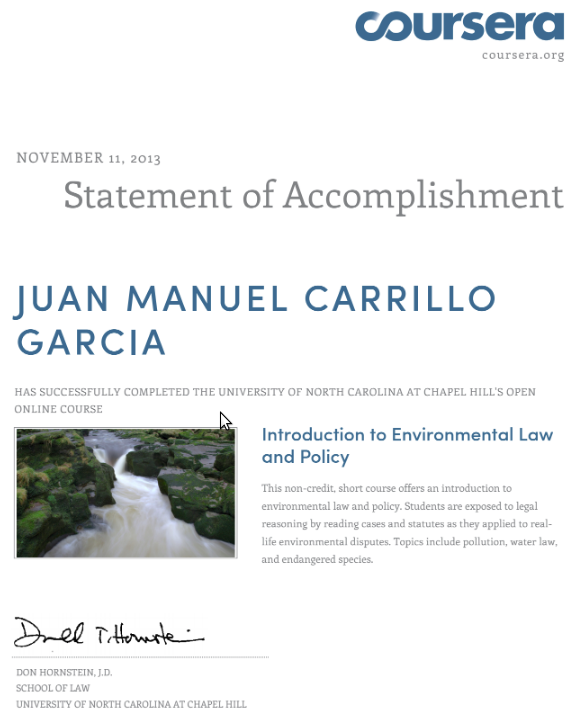 coursera
coursera.org
NOVEMBER 11, 2013
Statement of Accomplishment
JUAN MANUEL CARRILLO
GARCIA
HAS SUCCESSFULLY COMPLETED THE UNIVERSITY OF NORTH CAROLINA AT CHAPEL HILL'S OPEN
ONLINE COURSE
Introduction to Environmental Law
and Policy
This non-credit, short course offers an introduction to
environmental law and policy. Students are exposed to legal
reasoning by reading cases and statutes as they applied to real-
life environmental disputes. Topics include pollution, water law,
and endangered species.
DON HORNSTEIN, J.D.
SCHOOL OF LAW
UNIVERSITY OF NORTH CAROLINA AT CHAPEL HILL